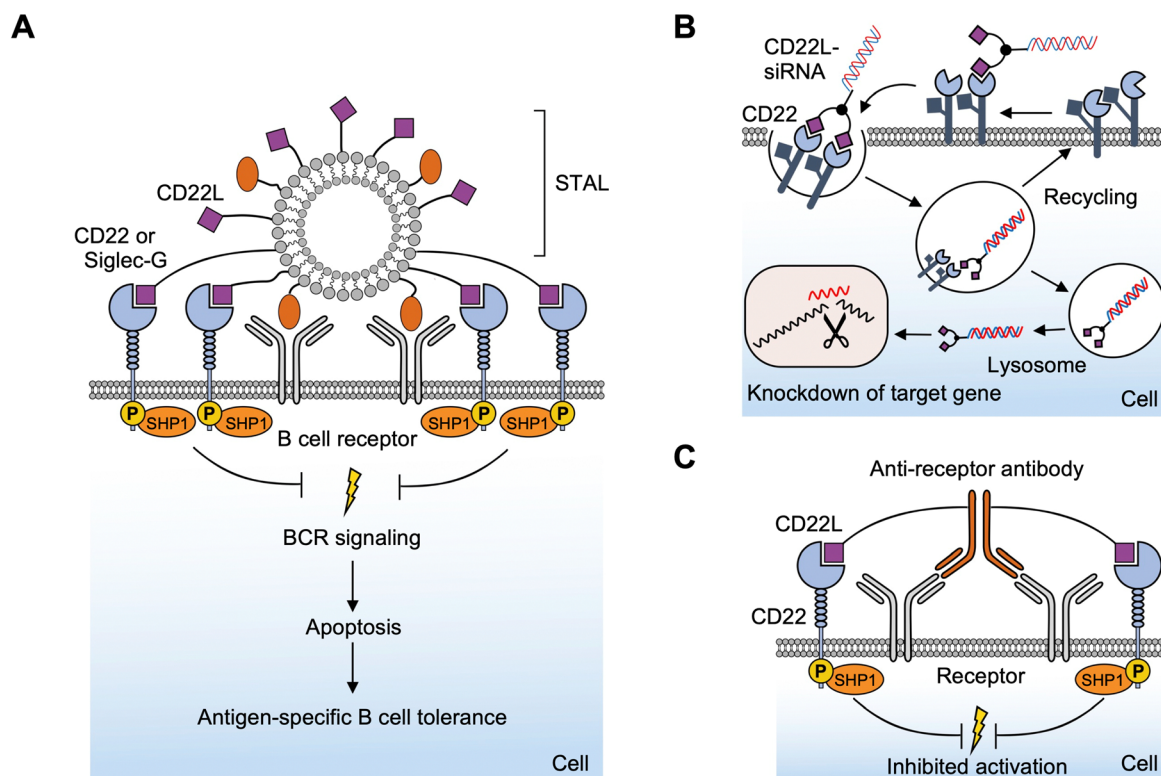 A
CD22L
STAL
CD22 or
Siglec-G
P
SHP1
P
SHP1
SHP1
P
SHP1
P
B cell receptor
BCR signaling
Apoptosis
Antigen-specific B cell tolerance
Cell
B
CD22L-
siRNA
CD22
Recycling
Lysosome
Knockdown of target gene
Cell
C
Anti-receptor antibody
CD22L
CD22
P
SHP1
Receptor
SHP1
P
Inhibited activation
Cell